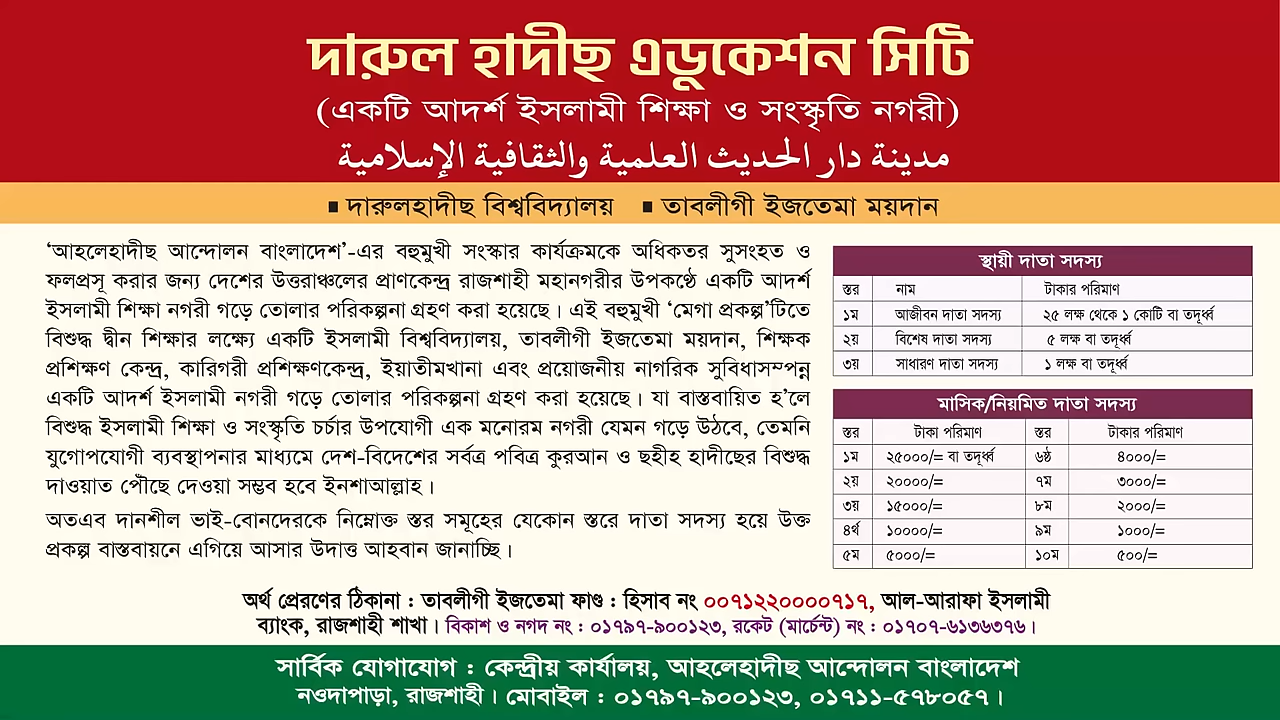 দারুল হাদীছ এডুকেশন সিটি
(একটি আদর্শ ইসলামী শিক্ষা ও সংস্কৃতি নগরী)
مدينة دار الحديث العلمية والثقافية الإسلامية
■ দারুলহাদীছ বিশ্ববিদ্যালয় ■ তাবলীগী ইজতেমা ময়দান
‘আহলেহাদীছ আন্দোলন বাংলাদেশ’-এর বহুমুখী সংস্কার কার্যক্রমকে অধিকতর সুসংহত ও
ফলপ্রসূ করার জন্য দেশের উত্তরাঞ্চলের প্রাণকেন্দ্র রাজশাহী মহানগরীর উপকণ্ঠে একটি আদর্শ
ইসলামী শিক্ষা নগরী গড়ে তোলার পরিকল্পনা গ্রহণ করা হয়েছে। এই বহুমুখী ‘মেগা প্রকল্প’টিতে
বিশুদ্ধ দ্বীন শিক্ষার লক্ষ্যে একটি ইসলামী বিশ্ববিদ্যালয়, তাবলীগী ইজতেমা ময়দান, শিক্ষক
প্রশিক্ষণ কেন্দ্র, কারিগরী প্রশিক্ষণকেন্দ্র, ইয়াতীমখানা এবং প্রয়োজনীয় নাগরিক সুবিধাসম্পন্ন
একটি আদর্শ ইসলামী নগরী গড়ে তোলার পরিকল্পনা গ্রহণ করা হয়েছে। যা বাস্তবায়িত হ’লে
বিশুদ্ধ ইসলামী শিক্ষা ও সংস্কৃতি চর্চার উপযোগী এক মনোরম নগরী যেমন গড়ে উঠবে, তেমনি
যুগোপযোগী ব্যবস্থাপনার মাধ্যমে দেশ-বিদেশের সর্বত্র পবিত্র কুরআন ও ছহীহ হাদীছের বিশুদ্ধ
দাওয়াত পৌঁছে দেওয়া সম্ভব হবে ইনশাআল্লাহ।
অতএব দানশীল ভাই-বোনদেরকে নিম্নোক্ত স্তর সমূহের যেকোন স্তরে দাতা সদস্য হয়ে উক্ত
প্রকল্প বাস্তবায়নে এগিয়ে আসার উদাত্ত আহবান জানাচ্ছি।
স্থায়ী দাতা সদস্য
স্তর নাম টাকার পরিমাণ
১ম আজীবন দাতা সদস্য ২৫ লক্ষ থেকে ১ কোটি বা তদূর্ধ্ব
২য় বিশেষ দাতা সদস্য ৫ লক্ষ বা তদূর্ধ্ব
৩য় সাধারণ দাতা সদস্য ১ লক্ষ বা তদূর্ধ্ব
মাসিক/নিয়মিত দাতা সদস্য
স্তর টাকা পরিমাণ স্তর টাকার পরিমাণ
১ম ২৫০০০/= বা তদূর্ধ্ব ৬ষ্ঠ ৪০০০/=
২য় ২০০০০/= ৭ম ৩০০০/=
৩য় ১৫০০০/= ৮ম ২০০০/=
৪র্থ ১০০০০/= ৯ম ১০০০/=
৫ম ৫০০০/= ১০ম ৫০০/=
অর্থ প্রেরণের ঠিকানা : তাবলীগী ইজতেমা ফাণ্ড : হিসাব নং ০০৭১২২০০০০৭১৭, আল-আরাফা ইসলামী
ব্যাংক, রাজশাহী শাখা। বিকাশ ও নগদ নং : ০১৭৯৭-৯০০১২৩, রকেট (মার্চেন্ট) নং : ০১৭০৭-৬১৩৬৩৭৬।
সার্বিক যোগাযোগ : কেন্দ্রীয় কার্যালয়, আহলেহাদীছ আন্দোলন বাংলাদেশ
নওদাপাড়া, রাজশাহী। মোবাইল : ০১৭৯৭-৯০০১২৩, ০১৭১১-৫৭৮০৫৭।